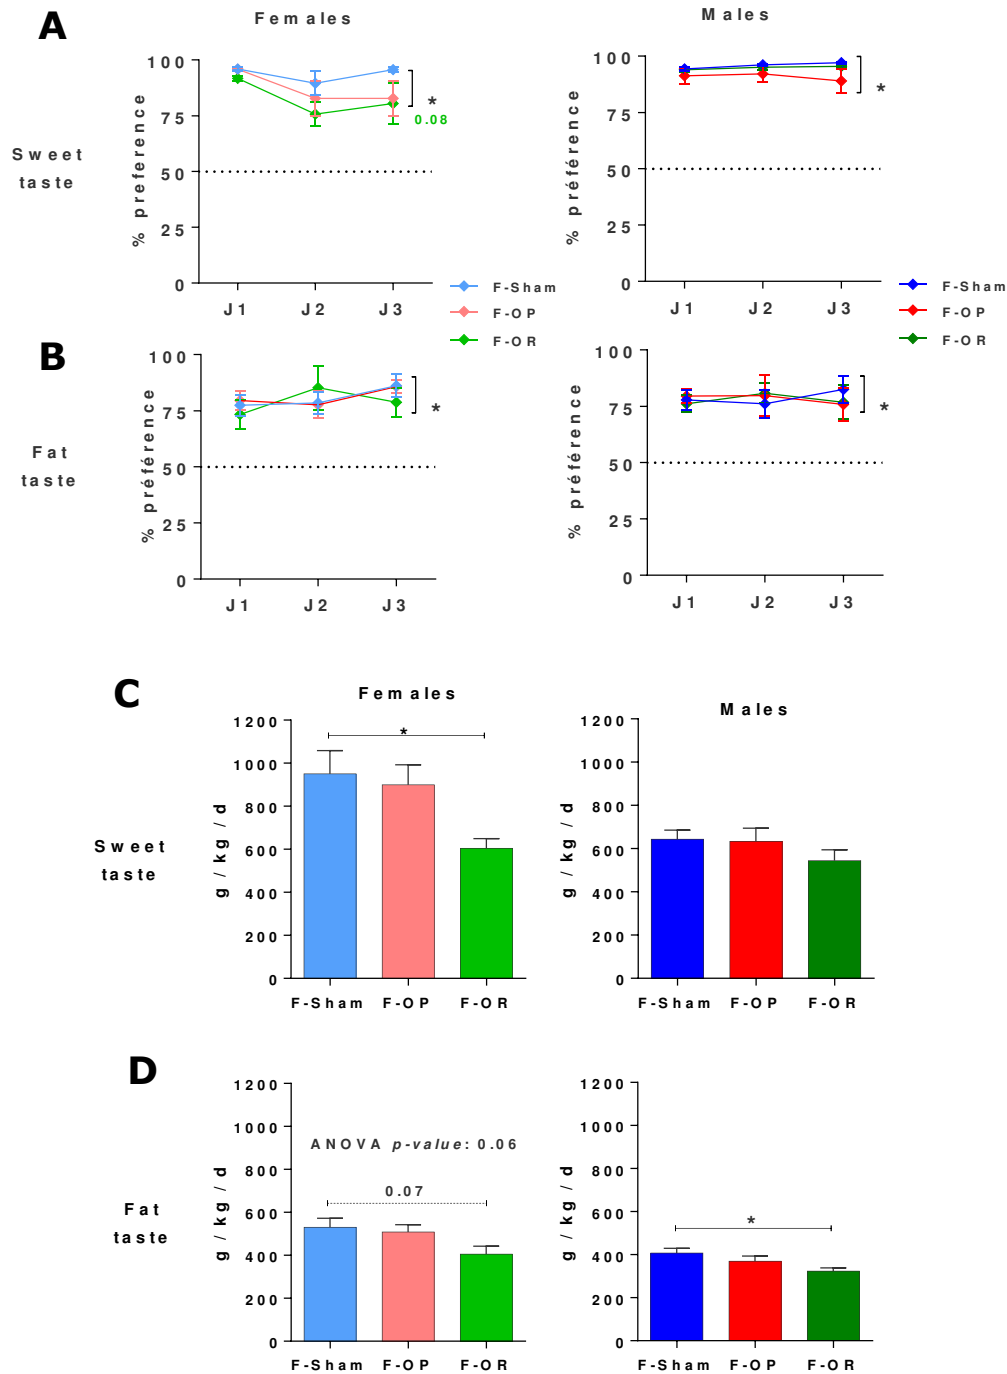 A
Females
Males
Sweet
taste
% preference
100
75
50
25
0
J1
J2
J3
*
0.08
% préférence
100
75
50
25
0
J1
J2
J3
*
F-Sham
F-OP
F-OR
F-Sham
F-OP
F-OR
B
Fat
taste
% préférence
100
75
50
25
0
J1
J2
J3
*
% préférence
100
75
50
25
0
J1
J2
J3
*
C
Females
Males
Sweet
taste
g / kg / d
1200
1000
800
600
400
200
0
*
F-Sham
F-OP
F-OR
g / kg / d
1200
1000
800
600
400
200
0
F-Sham
F-OP
F-OR
D
Fat
taste
g / kg / d
1200
1000
800
600
400
200
0
ANOVA p-value: 0.06
0.07
F-Sham
F-OP
F-OR
g / kg / d
1200
1000
800
600
400
200
0
*
F-Sham
F-OP
F-OR